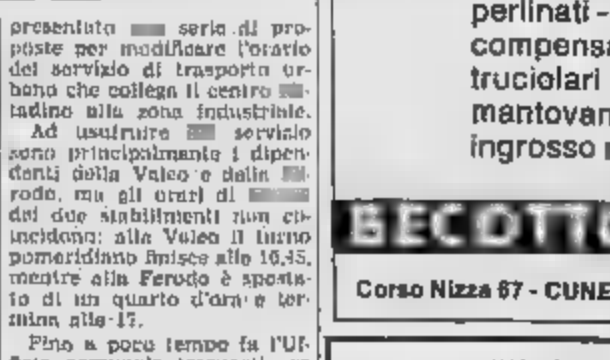 presentato serie di pro-
poste per modificare l'orario
del servizio di trasporto ur-
bano che collega il centro
tadino alla zona industriale.
Ad usufruire servizio
sono principalmente i dipen-
denti della Valeo e della
rodo, ma gli orari di
dei due stabilimenti non co-
incidono: alla Valeo il turno
pomeridiano finisce alle 16,45,
mentre alla Ferodo è sposta-
to di un quarto d'ora e ter-
mina alle 17.
Fino a poco tempo fa l'UF-
perlinati -
compensa
truciolari
mantovan
ingrosso
BECOTTI
Corso Nizza 67 - CUNE